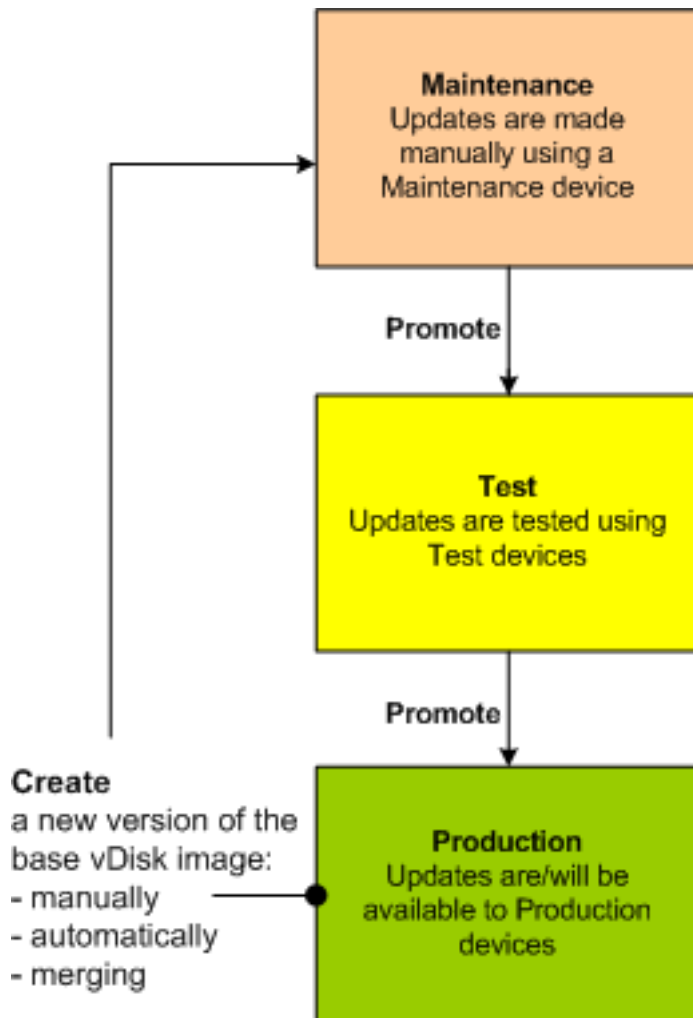 Maintenance
Updates are made
manually using a
Maintenance device
Promote
Test
Updates are tested using
Test devices
Promote
Create
a new version of the
base vDisk image:
- manually
- automatically
- merging
Production
Updates are/will be
available to Production
devices